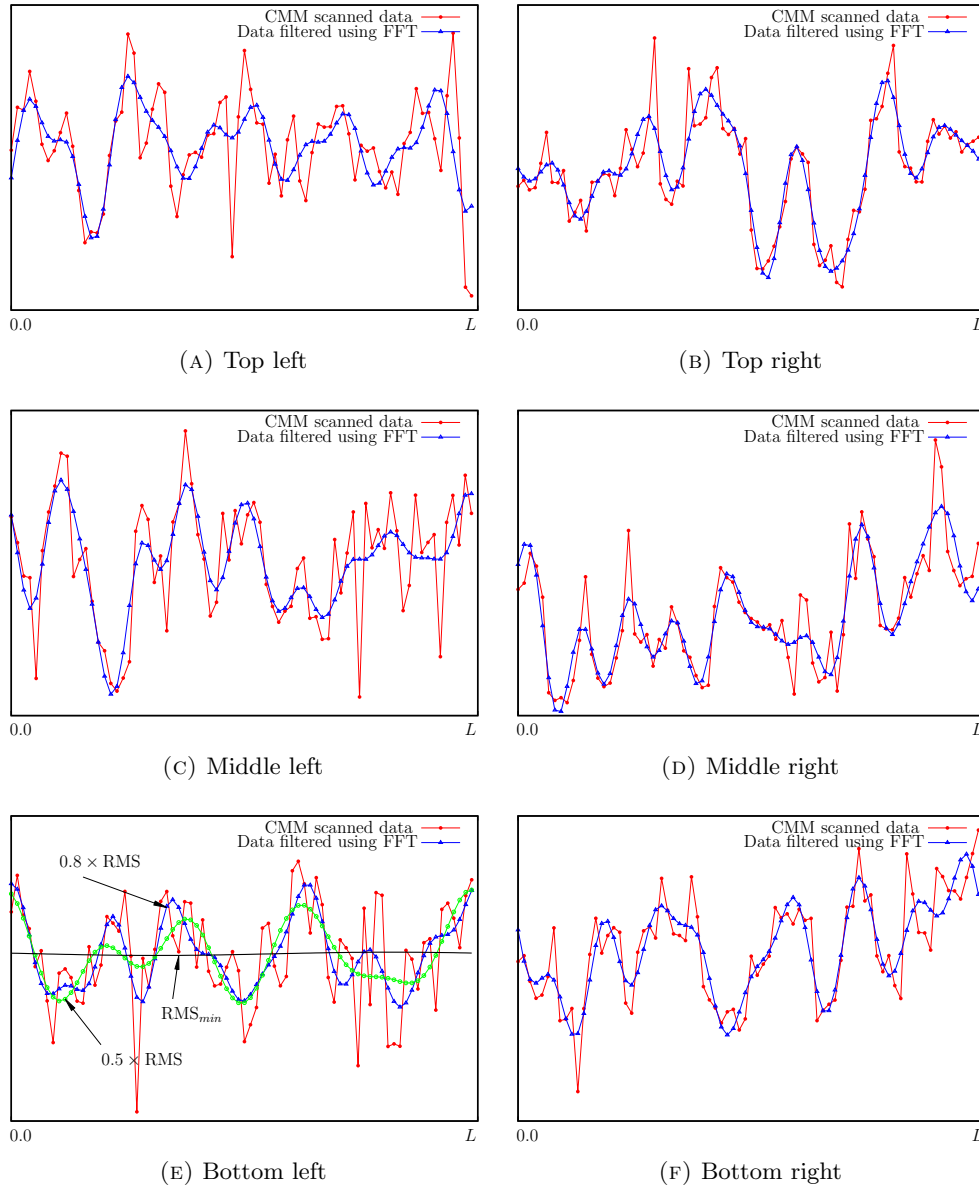 CMM scanned data
Data filtered using FFT
0.0 L
(A) Top left
CMM scanned data
Data filtered using FFT
0.0 L
(B) Top right
CMM scanned data
Data filtered using FFT
0.0 L
(C) Middle left
CMM scanned data
Data filtered using FFT
0.0 L
(D) Middle right
CMM scanned data
Data filtered using FFT
0.8 × RMS
RMSmin
0.5 × RMS
0.0 L
(E) Bottom left
CMM scanned data
Data filtered using FFT
0.0 L
(F) Bottom right